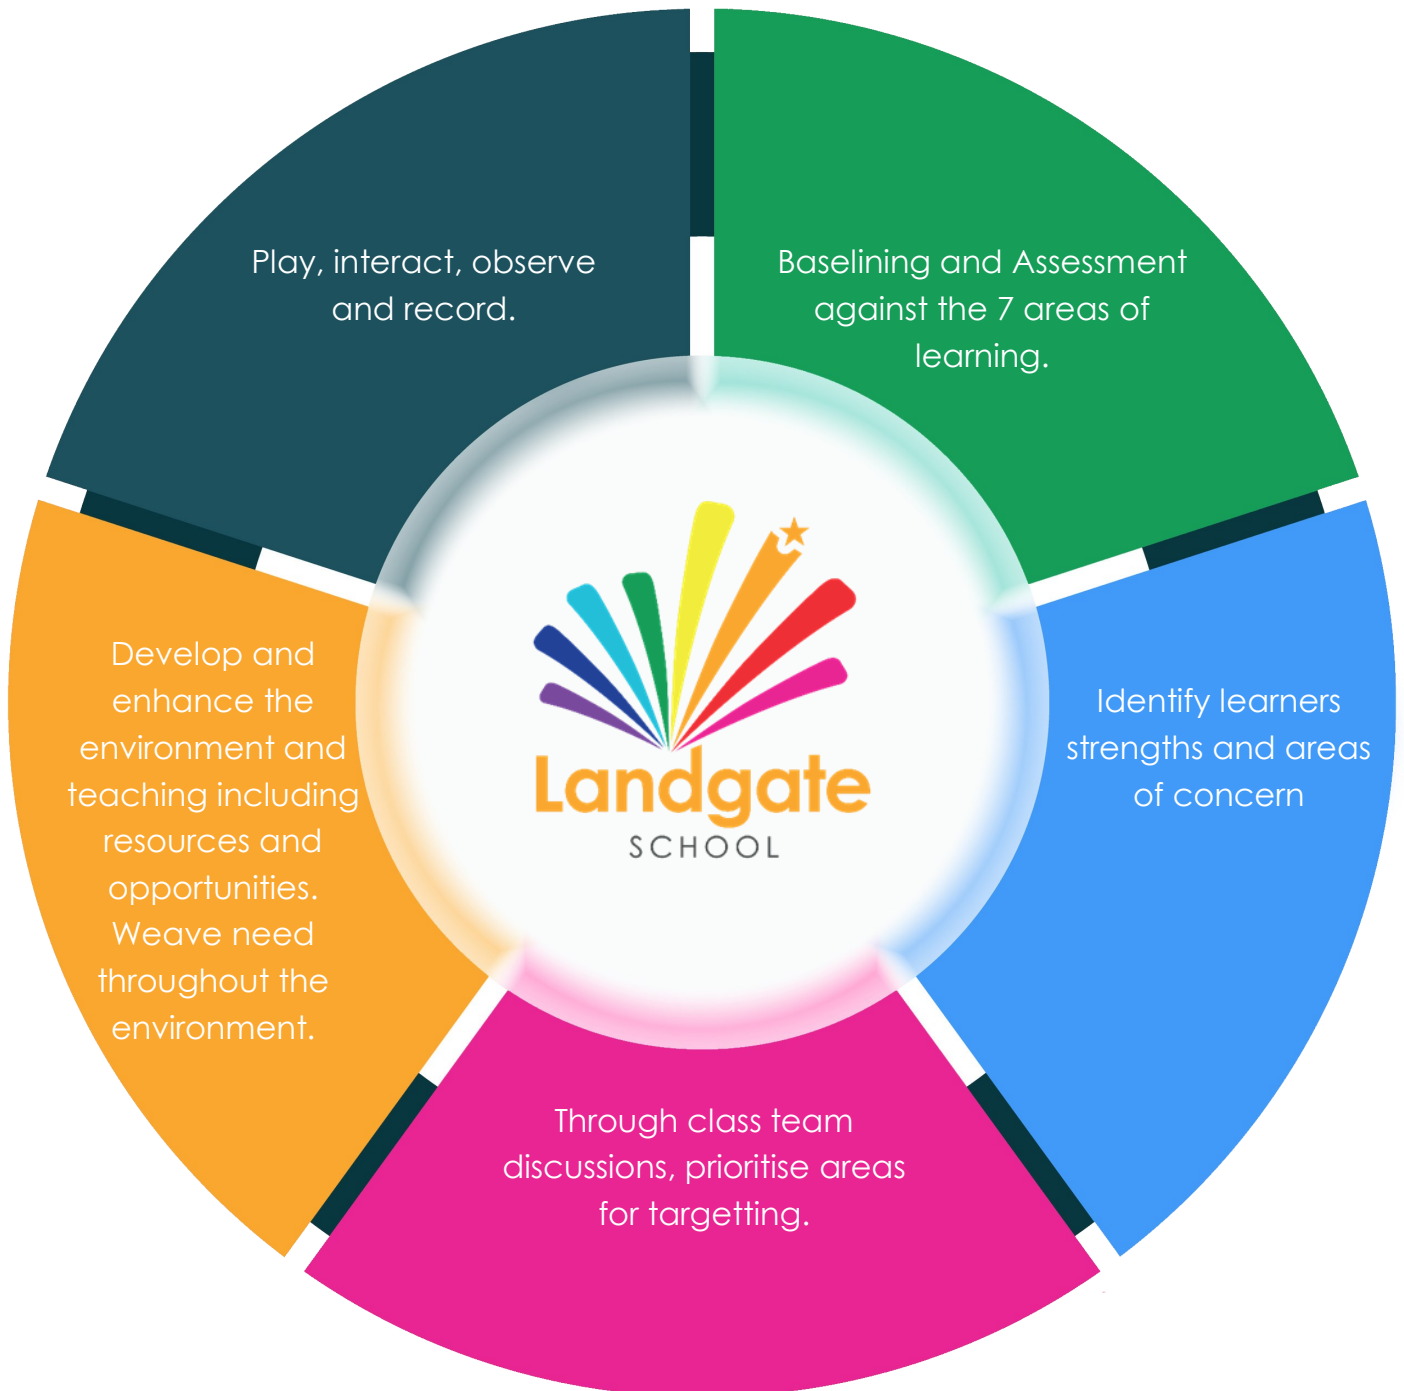 Play, interact, observe
and record.
Baselining and Assessment
against the 7 areas of
learning.
Develop and
enhance the
environment and
teaching including
resources and
opportunities.
Weave need
throughout the
environment.
Landgate
SCHOOL
Identify learners
strengths and areas
of concern
Through class team
discussions, prioritise areas
for targetting.